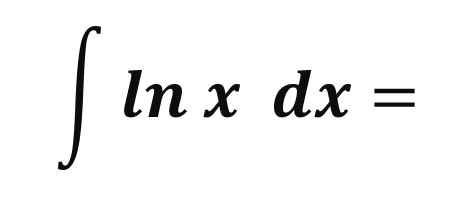 ∫ ln x dx =